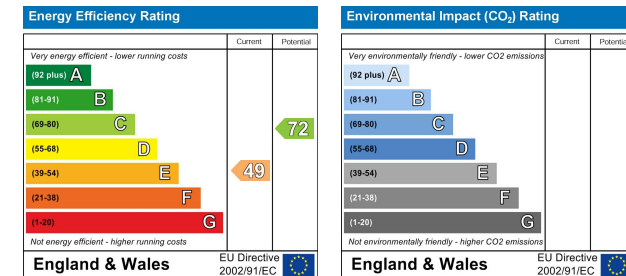 Energy Efficiency Rating
Current Potential
Very energy efficient - lower running costs
(92 plus) A
(81-91) B
(69-80) C
72
(55-68) D
(39-54) E
49
(21-38) F
(1-20) G
Not energy efficient - higher running costs
England & Wales
EU Directive
2002/91/EC
Environmental Impact (CO₂) Rating
Current Potential
Very environmentally friendly - lower CO2 emissions
(92 plus) A
(81-91) B
(69-80) C
(55-68) D
(39-54) E
(21-38) F
(1-20) G
Not environmentally friendly - higher CO2 emissions
England & Wales
EU Directive
2002/91/EC